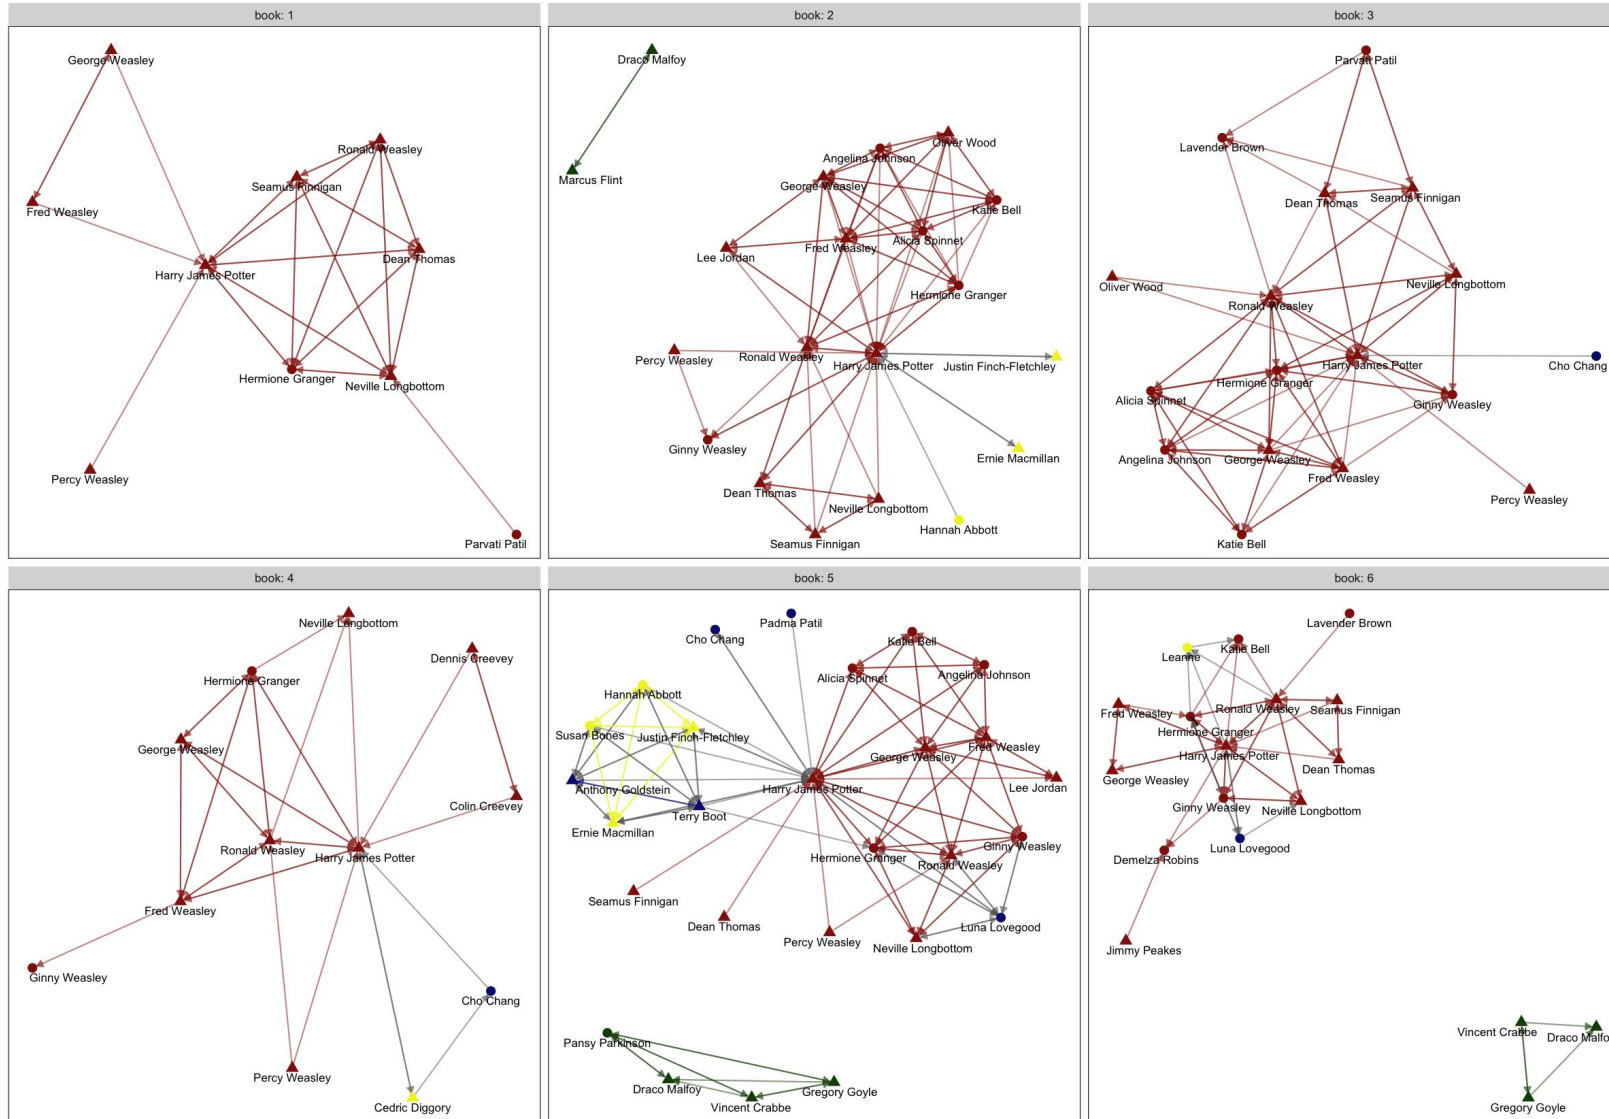 book: 1
George Weasley
Ronald Weasley
Seamus Finnigan
Fred Weasley
Dean Thomas
Harry James Potter
Hermione Granger
Neville Longbottom
Percy Weasley
Parvati Patil
book: 2
Draco Malfoy
Oliver Wood
Angelina Johnson
Marcus Flint
George Weasley
Katie Bell
Alicia Spinnet
Fred Weasley
Lee Jordan
Hermione Granger
Percy Weasley
Ronald Weasley
Harry James Potter
Justin Finch-Fletchley
Ginny Weasley
Ernie Macmillan
Dean Thomas
Neville Longbottom
Hannah Abbott
Seamus Finnigan
book: 3
Parvati Patil
Lavender Brown
Dean Thomas
Seamus Finnigan
Oliver Wood
Neville Longbottom
Ronald Weasley
Harry James Potter
Cho Chang
Hermione Granger
Alicia Spinnet
Ginny Weasley
Angelina Johnson
George Weasley
Fred Weasley
Percy Weasley
Katie Bell
book: 4
Neville Longbottom
Dennis Creevey
Hermione Granger
George Weasley
Colin Creevey
Ronald Weasley
Harry James Potter
Fred Weasley
Ginny Weasley
Cho Chang
Percy Weasley
Cedric Diggory
book: 5
Padma Patil
Cho Chang
Katie Bell
Alicia Spinnet
Angelina Johnson
Hannah Abbott
Susan Bones
Justin Finch-Fletchley
Fred Weasley
George Weasley
Anthony Goldstein
Harry James Potter
Lee Jordan
Terry Boot
Ernie Macmillan
Ginny Weasley
Hermione Granger
Ronald Weasley
Seamus Finnigan
Dean Thomas
Luna Lovegood
Percy Weasley
Neville Longbottom
Pansy Parkinson
Draco Malfoy
Gregory Goyle
Vincent Crabbe
book: 6
Lavender Brown
Katie Bell
Leanne
Fred Weasley
Ronald Weasley
Seamus Finnigan
Hermione Granger
Harry James Potter
Dean Thomas
George Weasley
Ginny Weasley
Neville Longbottom
Luna Lovegood
Demelza Robins
Jimmy Peakes
Vincent Crabbe
Draco Malfo
Gregory Goyle